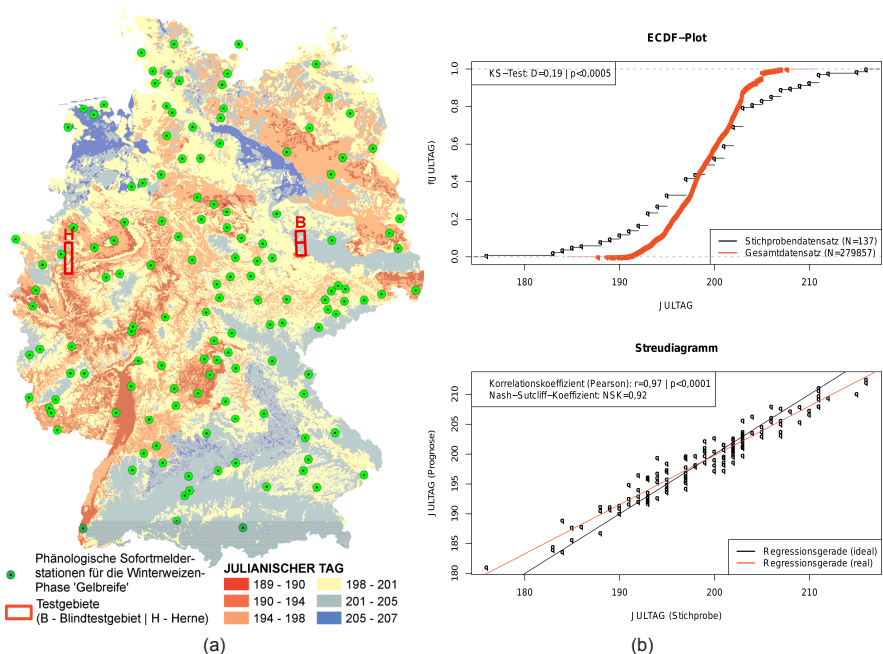 H
B
Phänologische Sofortmelder-
stationen für die Winterweizen-
Phase 'Gelbreife'
Testgebiete
(B - Blindtestgebiet | H - Herne)
JULIANISCHER TAG
189 - 190
190 - 194
194 - 198
198 - 201
201 - 205
205 - 207
(a)
ECDF-Plot
KS-Test: D=0,19 | p<0,0005
f(JULTAG)
1.0
0.8
0.6
0.4
0.2
0.0
Stichprobendatensatz (N=137)
Gesamtdatensatz (N=279857)
180 190 200 210
JULTAG
Streudiagramm
Korrelationskoeffizient (Pearson): r=0,97 | p<0,0001
Nash-Sutcliff-Koeffizient: NSK=0,92
JULTAG (Prognose)
210
205
200
195
190
185
180
Regressionsgerade (ideal)
Regressionsgerade (real)
180 190 200 210
JULTAG (Stichprobe)
(b)